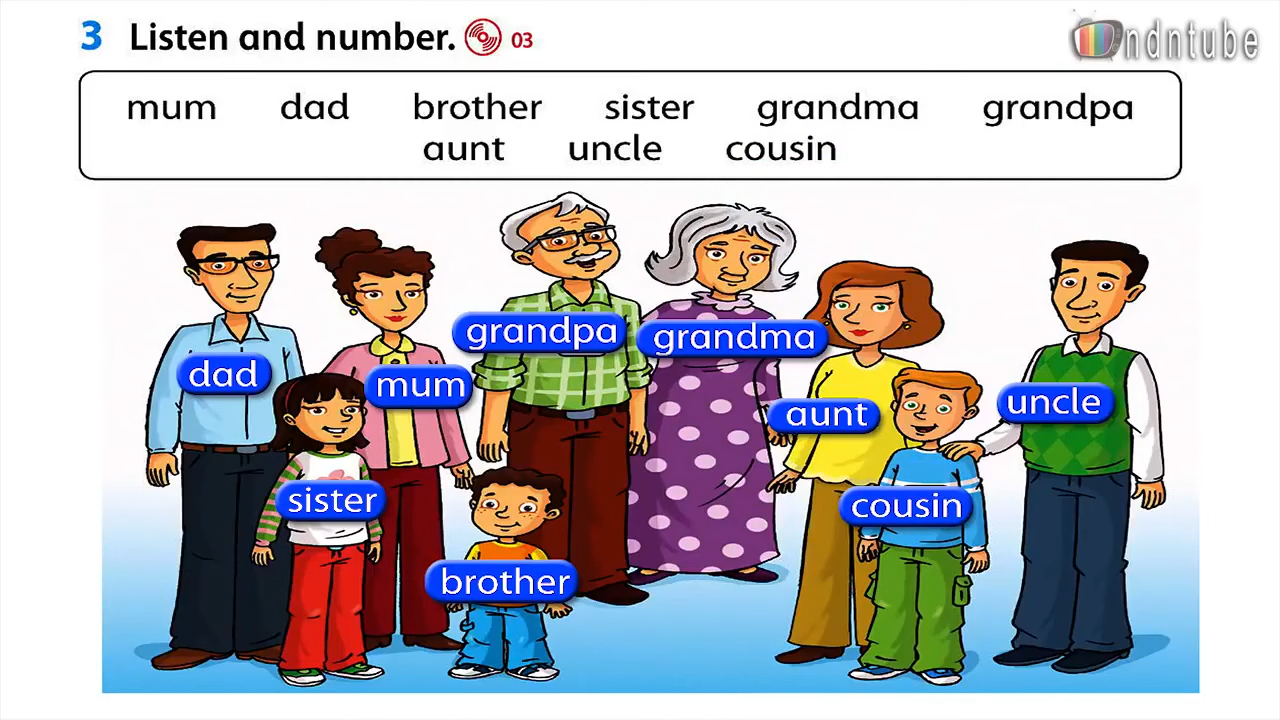 3 Listen and number. 03
ndntube
mum dad brother sister grandma grandpa
aunt uncle cousin
grandpa grandma
dad mum aunt uncle
sister cousin
brother